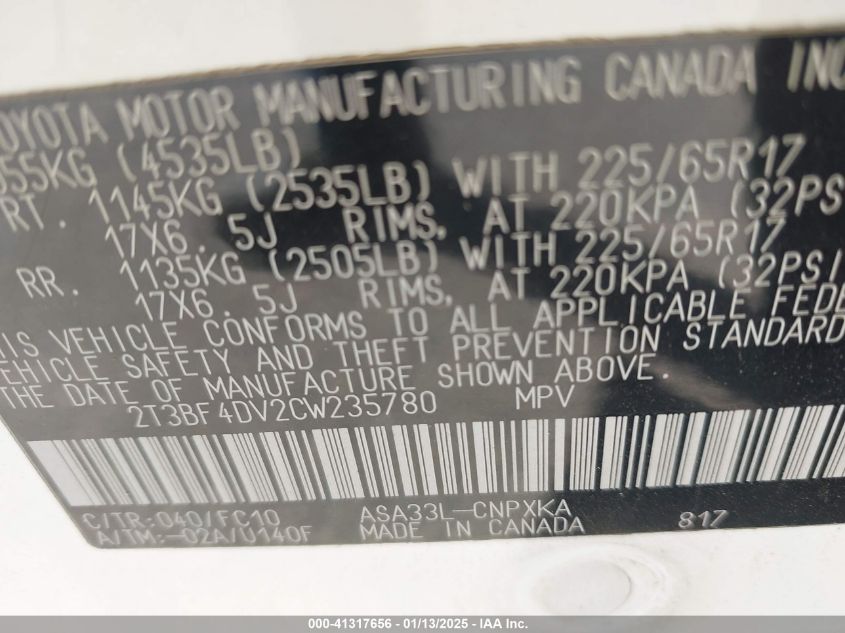 TOYOTA MOTOR MANUFACTURING CANADA INC
055KG (4535LB)
RT. 1145KG (2535LB) WITH 225/65R17
17X6.5J RIMS, AT 220KPA (32PS
RR. 1135KG (2505LB) WITH 225/65R17
17X6.5J RIMS, AT 220KPA (32PSI
IS VEHICLE CONFORMS TO ALL APPLICABLE FEDE
EHICLE SAFETY AND THEFT PREVENTION STANDARD
THE DATE OF MANUFACTURE SHOWN ABOVE.
2T3BF4DV2CW235780 MPV
C/TR:040/FC10 ASA33L-CNPXKA
A/TM:-02A/U140F MADE IN CANADA 817
000-41317656 - 01/13/2025 - IAA Inc.